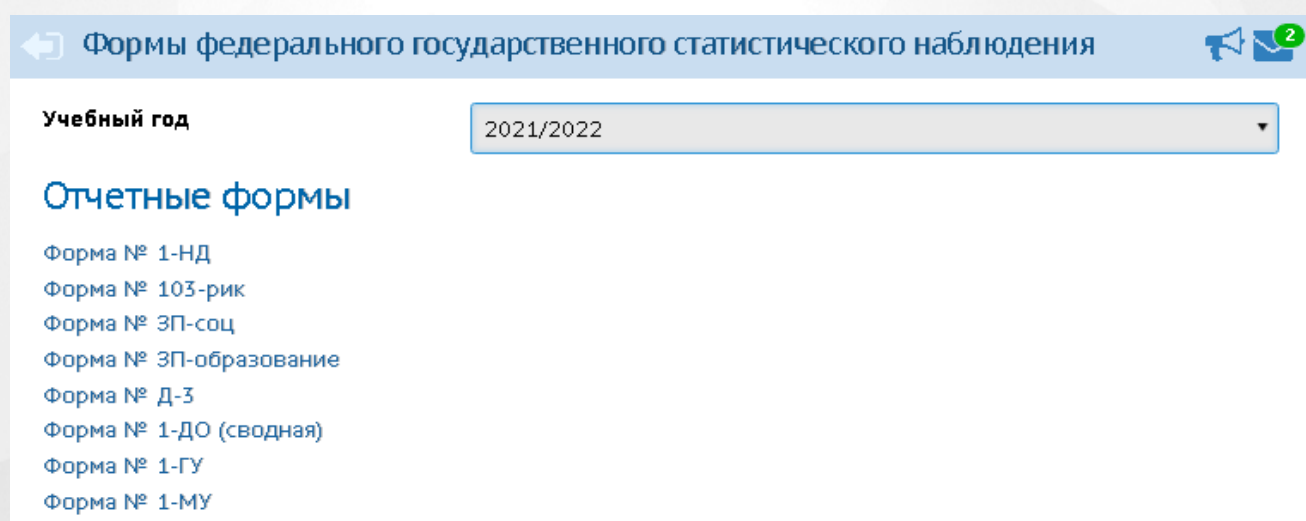 Формы федерального государственного статистического наблюдения
2
Учебный год
2021/2022
Отчетные формы
Форма № 1-НД
Форма № 103-рик
Форма № ЗП-соц
Форма № ЗП-образование
Форма № Д-3
Форма № 1-ДО (сводная)
Форма № 1-ГУ
Форма № 1-МУ